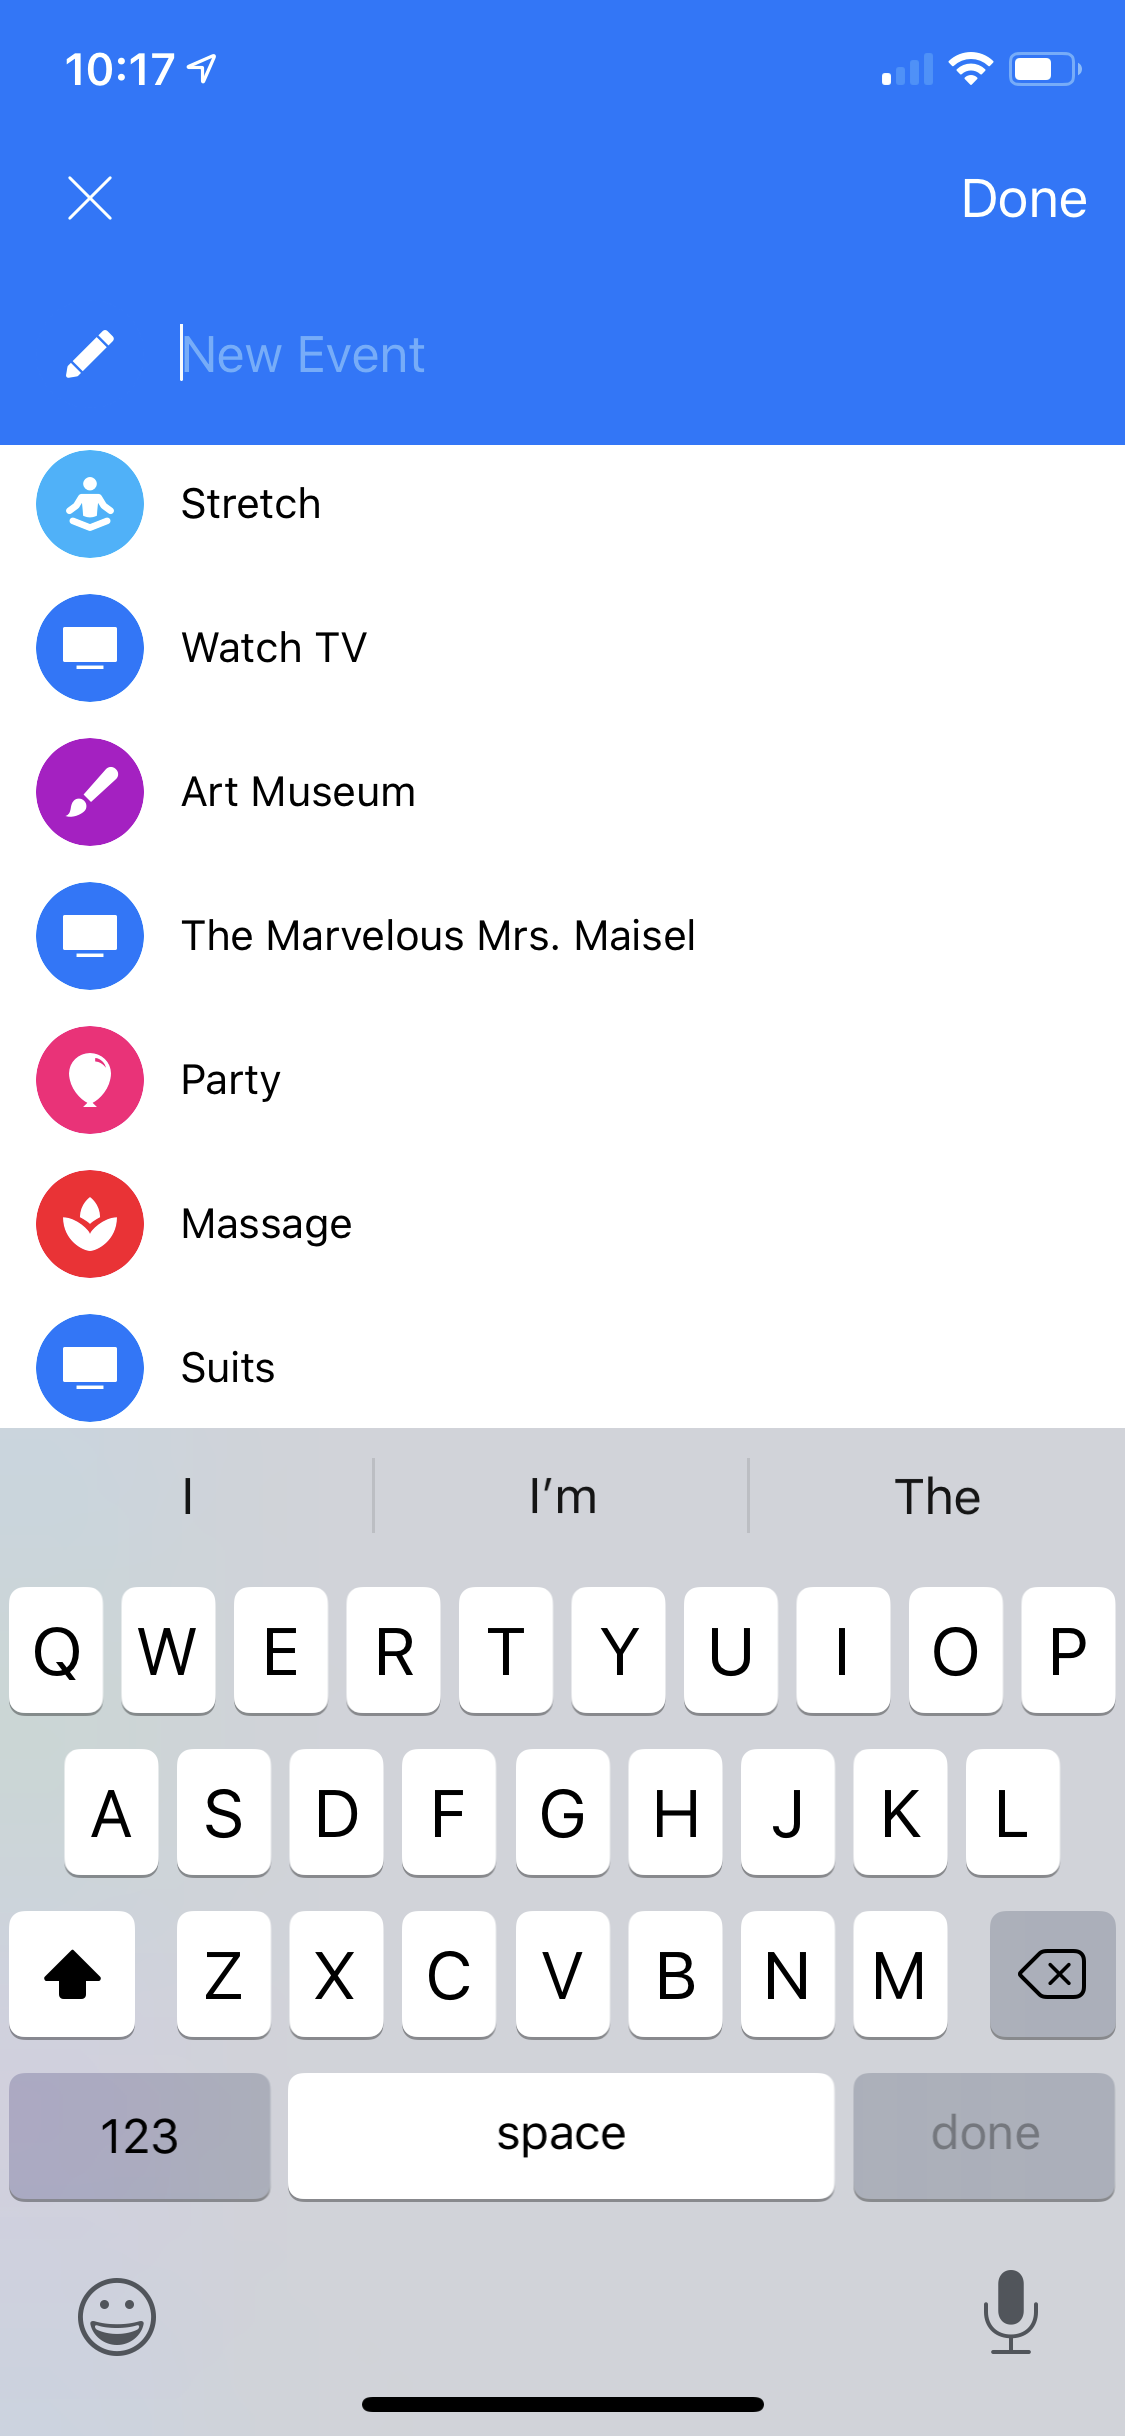 10:17
Done
New Event
Stretch
Watch TV
Art Museum
The Marvelous Mrs. Maisel
Party
Massage
Suits
I I’m The
Q W E R T Y U I O P
A S D F G H J K L
Z X C V B N M
123 space done